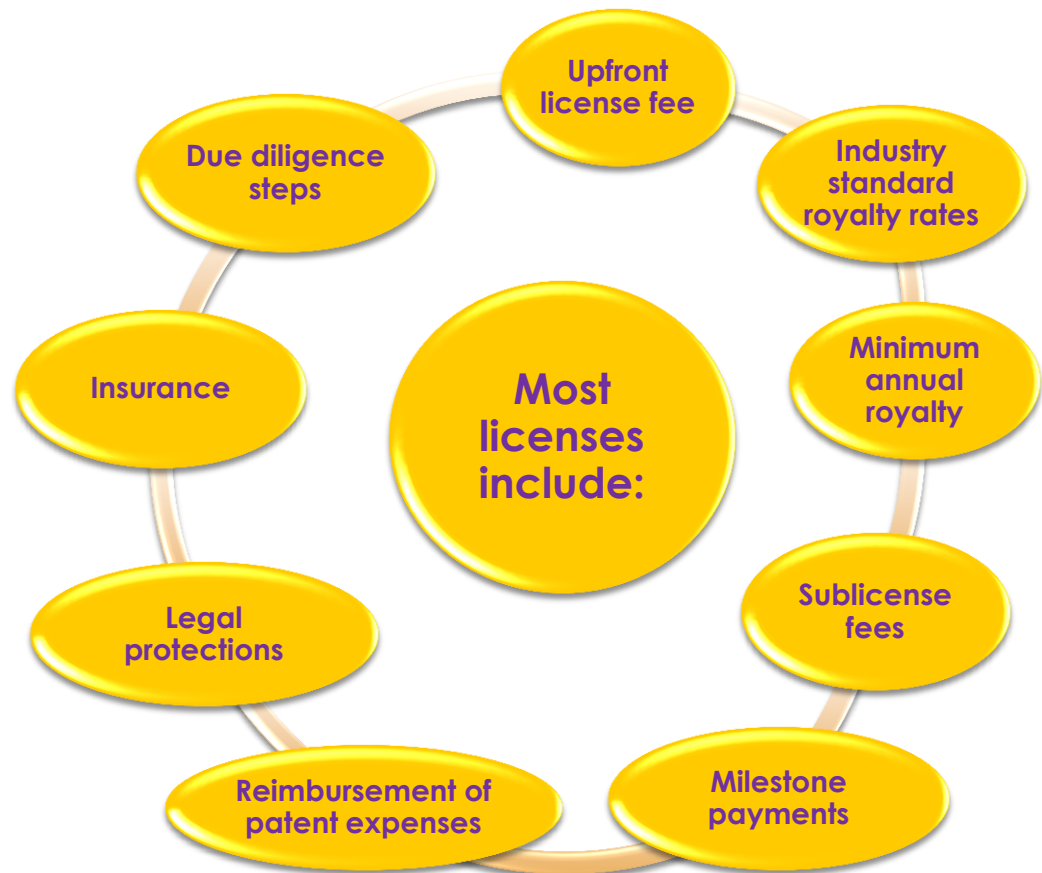 Most
licenses
include:
Upfront
license fee
Industry
standard
royalty rates
Minimum
annual
royalty
Sublicense
fees
Milestone
payments
Reimbursement of
patent expenses
Legal
protections
Insurance
Due diligence
steps